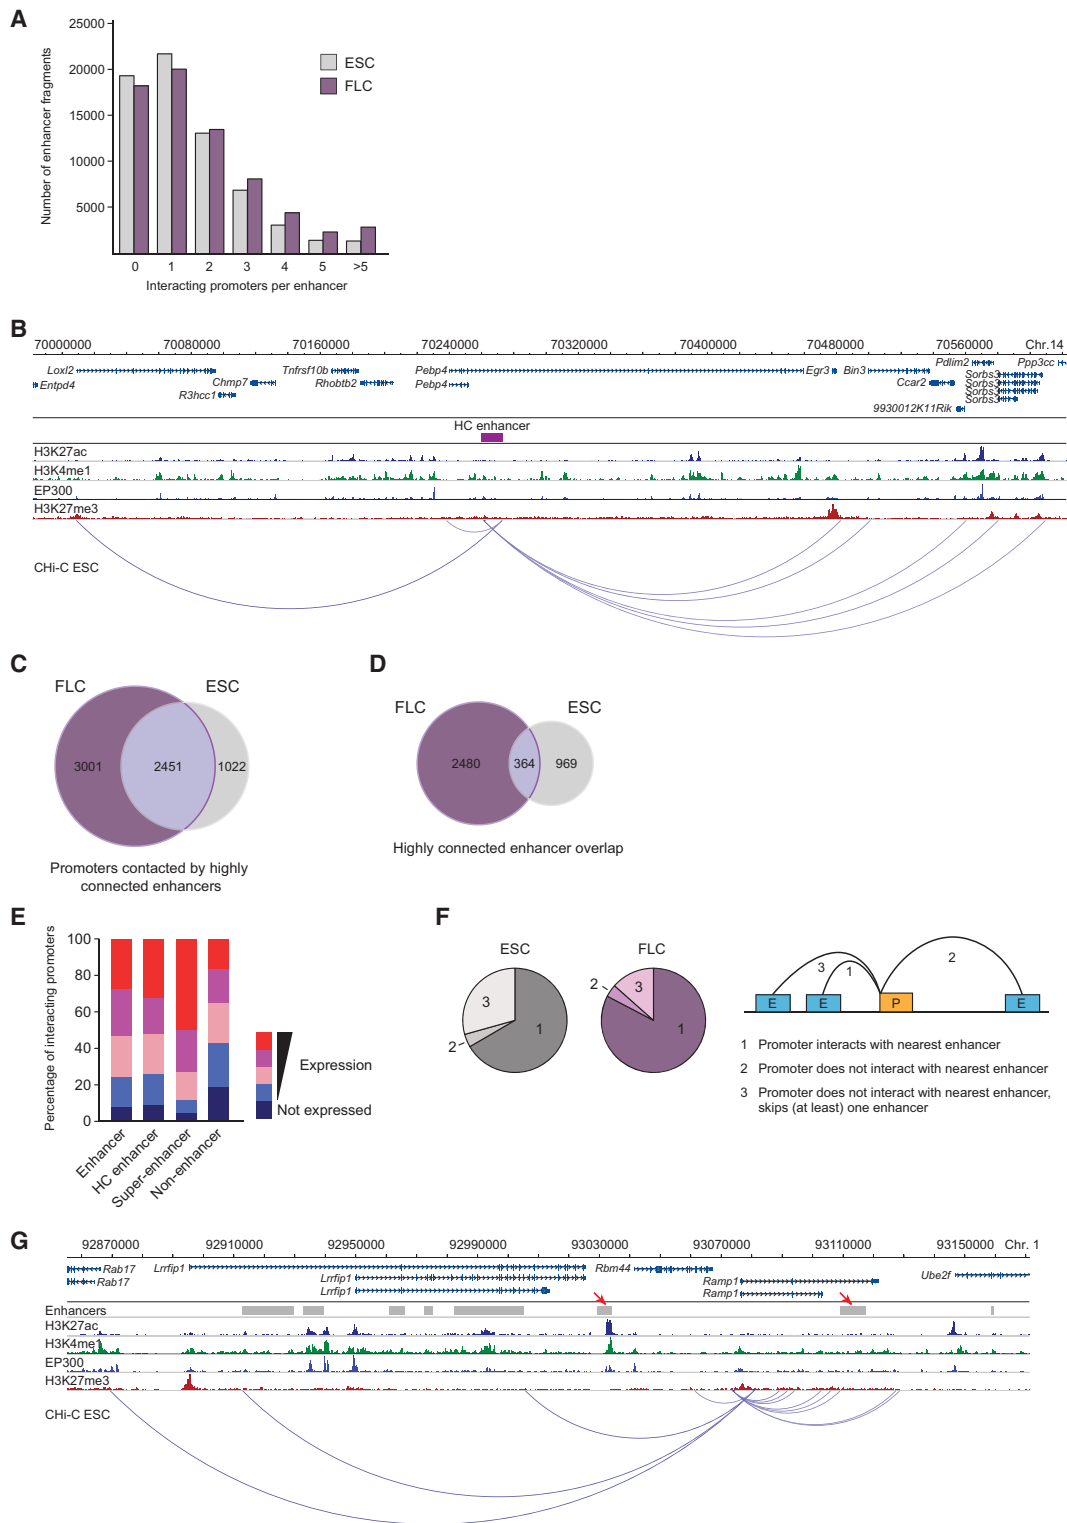 A
25000
20000
15000
10000
5000
Number of enhancer fragments
ESC
FLC
0 1 2 3 4 5 >5
Interacting promoters per enhancer
B
70000000 70080000 70160000 70240000 70320000 70400000 70480000 70560000 Chr.14
Loxl2 Tnfrsf10b Pebp4 Egr3 Bin3 Pdlim2 Ppp3cc
Entpd4 Chmp7 Rhobtb2 Pebp4 Ccar2 Sorbs3
R3hcc1 Sorbs3
Sorbs3
9930012K11Rik Sorbs3
HC enhancer
H3K27ac
H3K4me1
EP300
H3K27me3
CHi-C ESC
C
FLC ESC
3001 2451 1022
Promoters contacted by highly
connected enhancers
D
FLC ESC
2480 364 969
Highly connected enhancer overlap
E
Percentage of interacting promoters
100
80
60
40
20
0
Enhancer
HC enhancer
Super-enhancer
Non-enhancer
Expression
Not expressed
F
ESC FLC
3 1 2
2 3 1
3 1 2
E E P E
1 Promoter interacts with nearest enhancer
2 Promoter does not interact with nearest enhancer
3 Promoter does not interact with nearest enhancer,
skips (at least) one enhancer
G
92870000 92910000 92950000 92990000 93030000 93070000 93110000 93150000 Chr. 1
Rab17 Lrrfip1 Rbm44 Ube2f
Rab17 Lrrfip1 Ramp1
Lrrfip1 Ramp1
Enhancers
H3K27ac
H3K4me1
EP300
H3K27me3
CHi-C ESC